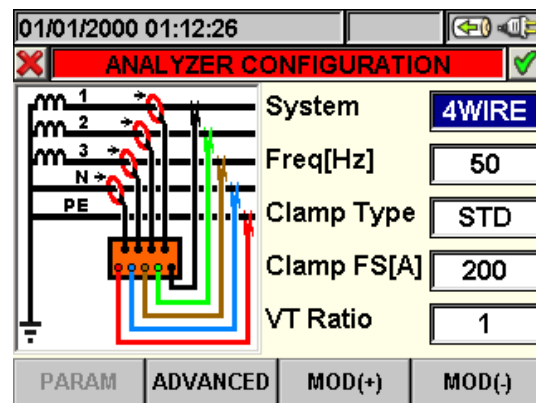 01/01/2000 01:12:26
ANALYZER CONFIGURATION
1
2
3
N
PE
System 4WIRE
Freq[Hz] 50
Clamp Type STD
Clamp FS[A] 200
VT Ratio 1
PARAM ADVANCED MOD(+) MOD(-)